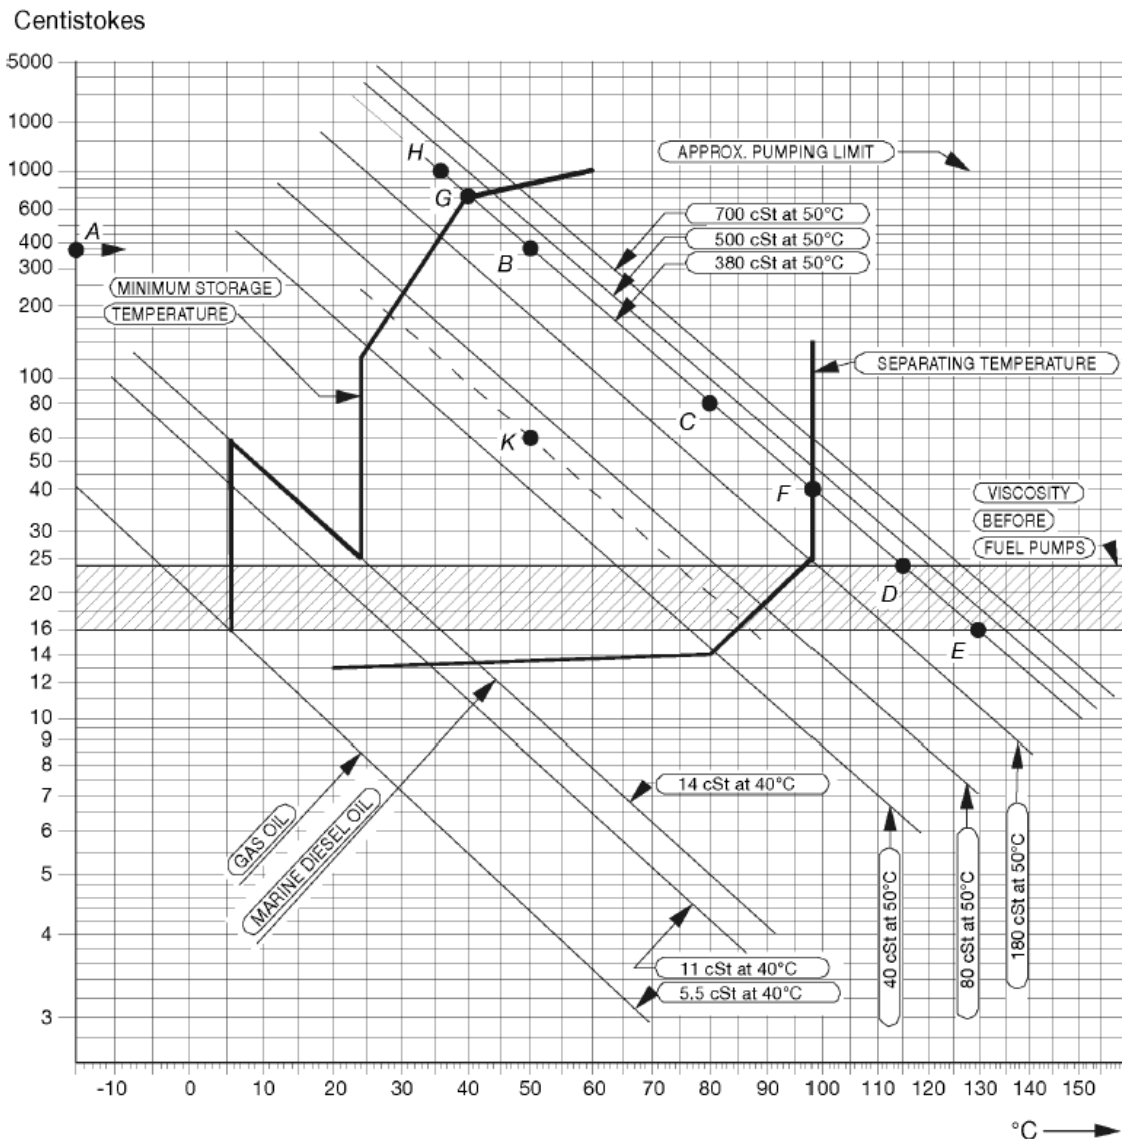 Centistokes
5000
1000
1000
600
400
300
200
100
80
60
50
40
30
25
20
16
14
12
10
9
8
7
6
5
4
3
H
G
A
B
C
K
F
D
E
APPROX. PUMPING LIMIT
700 cSt at 50°C
500 cSt at 50°C
380 cSt at 50°C
MINIMUM STORAGE
TEMPERATURE
SEPARATING TEMPERATURE
VISCOSITY
BEFORE
FUEL PUMPS
14 cSt at 40°C
GAS OIL
MARINE DIESEL OIL
11 cSt at 40°C
5.5 cSt at 40°C
40 cSt at 50°C
80 cSt at 50°C
180 cSt at 50°C
-10 0 10 20 30 40 50 60 70 80 90 100 110 120 130 140 150
°C